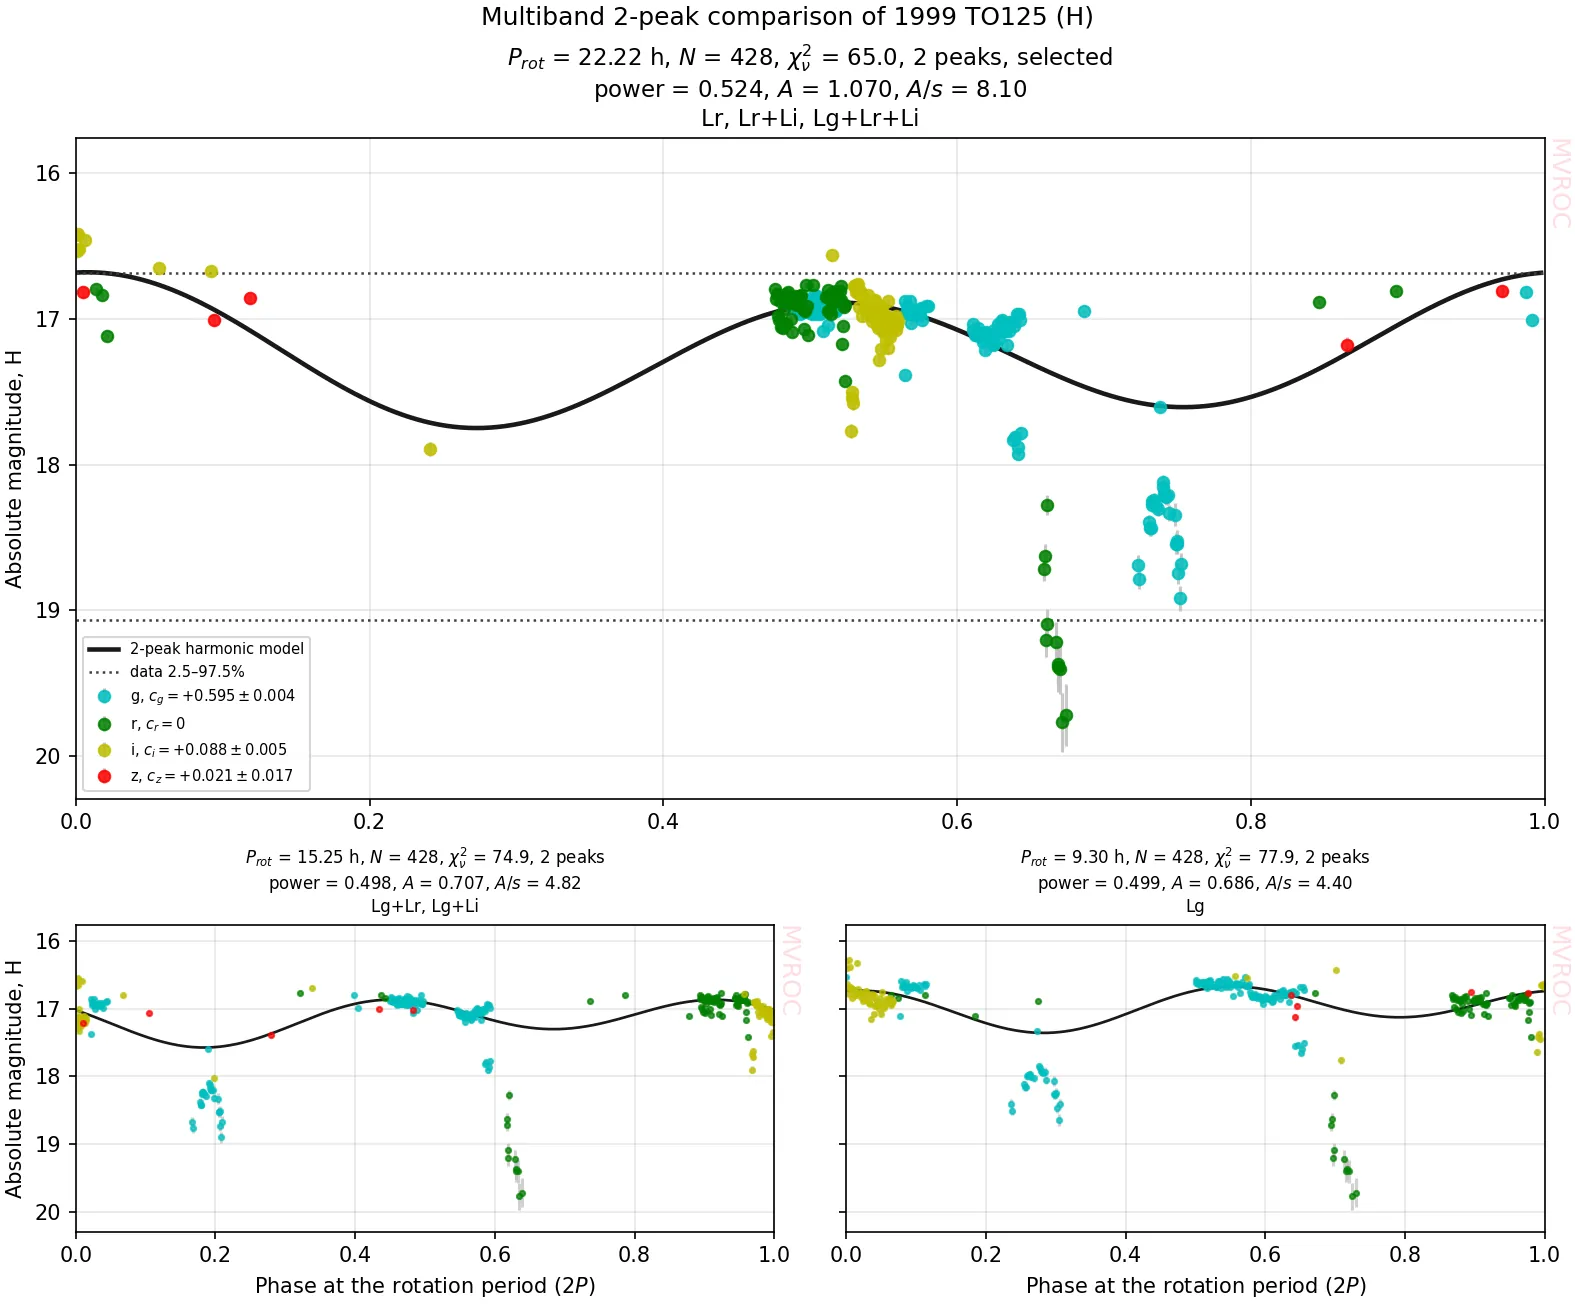 Multiband 2-peak comparison of 1999 TO125 (H)
P_rot = 22.22 h, N = 428, χ²_ν = 65.0, 2 peaks, selected
power = 0.524, A = 1.070, A/s = 8.10
Lr, Lr+Li, Lg+Lr+Li
MVROC
Absolute magnitude, H
16
17
18
19
20
2-peak harmonic model
data 2.5–97.5%
g, c_g = +0.595 ± 0.004
r, c_r = 0
i, c_i = +0.088 ± 0.005
z, c_z = +0.021 ± 0.017
0.0 0.2 0.4 0.6 0.8 1.0
P_rot = 15.25 h, N = 428, χ²_ν = 74.9, 2 peaks
power = 0.498, A = 0.707, A/s = 4.82
Lg+Lr, Lg+Li
MVROC
Absolute magnitude, H
16
17
18
19
20
0.0 0.2 0.4 0.6 0.8 1.0
Phase at the rotation period (2P)
P_rot = 9.30 h, N = 428, χ²_ν = 77.9, 2 peaks
power = 0.499, A = 0.686, A/s = 4.40
Lg
MVROC
0.0 0.2 0.4 0.6 0.8 1.0
Phase at the rotation period (2P)